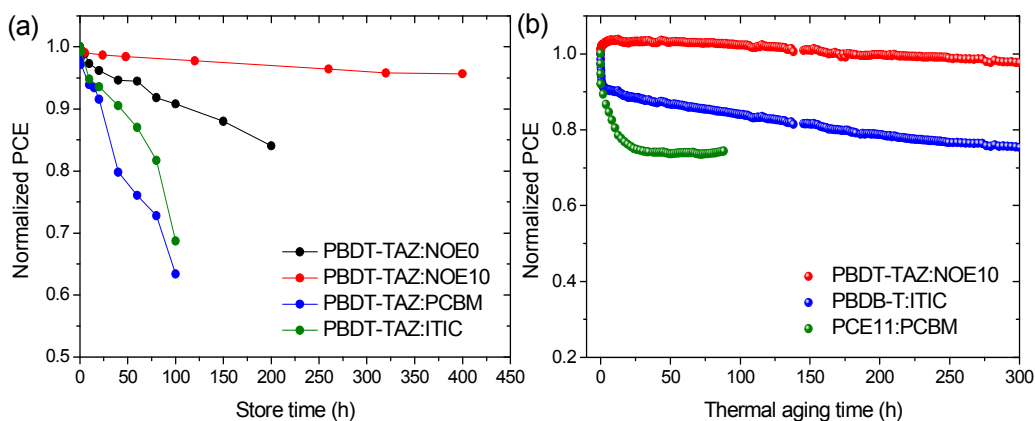 (a)
Normalized PCE
1.0
0.9
0.8
0.7
0.6
0.5
0 50 100 150 200 250 300 350 400 450
Store time (h)
PBDT-TAZ:NOE0
PBDT-TAZ:NOE10
PBDT-TAZ:PCBM
PBDT-TAZ:ITIC
(b)
Normalized PCE
1.0
0.8
0.6
0.4
0.2
0 50 100 150 200 250 300
Thermal aging time (h)
PBDT-TAZ:NOE10
PBDB-T:ITIC
PCE11:PCBM